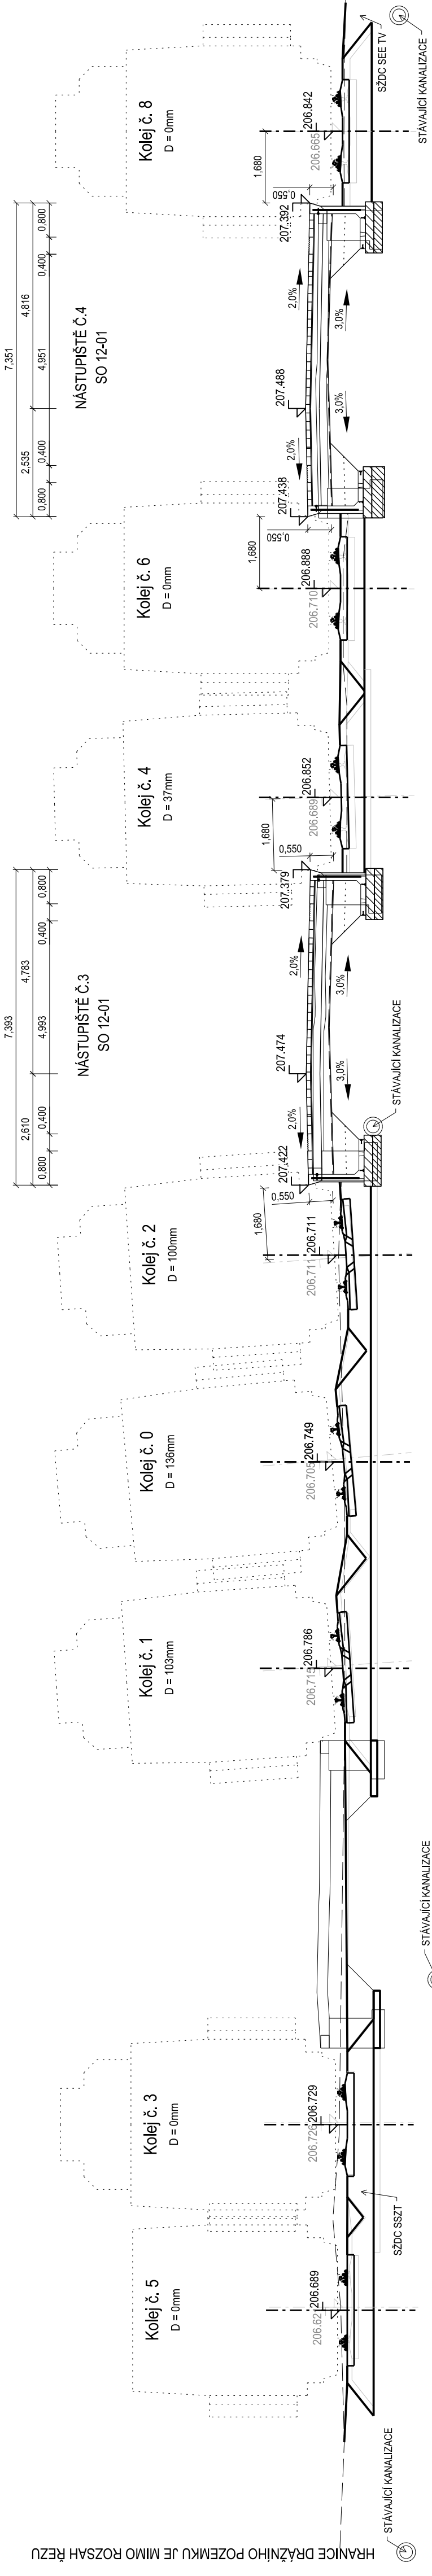 HRANICE DRÁŽNÍHO POZEMKU JE MIMO ROZSAH ŘEZU
STÁVAJÍCÍ KANALIZACE
Kolej č. 5
D = 0mm
206.689
SŽDC SSZT
Kolej č. 3
D = 0mm
206.726
206.729
STÁVAJÍCÍ KANALIZACE
Kolej č. 1
D = 103mm
206.715
206.786
Kolej č. 0
D = 136mm
206.705
206.749
Kolej č. 2
D = 100mm
206.711
206.711
1,680
0,550
7,393
2,610
4,783
0,800
0,400
4,993
0,400
0,800
NÁSTUPIŠTĚ Č.3
SO 12-01
207.422
207.474
207.379
2,0%
2,0%
3,0%
3,0%
STÁVAJÍCÍ KANALIZACE
1,680
0,550
Kolej č. 4
D = 37mm
206.689
206.852
Kolej č. 6
D = 0mm
206.710
206.888
1,680
0,550
7,351
2,535
4,816
0,800
0,400
4,951
0,400
0,800
NÁSTUPIŠTĚ Č.4
SO 12-01
207.438
207.488
207.392
2,0%
2,0%
3,0%
3,0%
1,680
0,550
Kolej č. 8
D = 0mm
206.665
206.842
SŽDC SEE TV
STÁVAJÍCÍ KANALIZACE